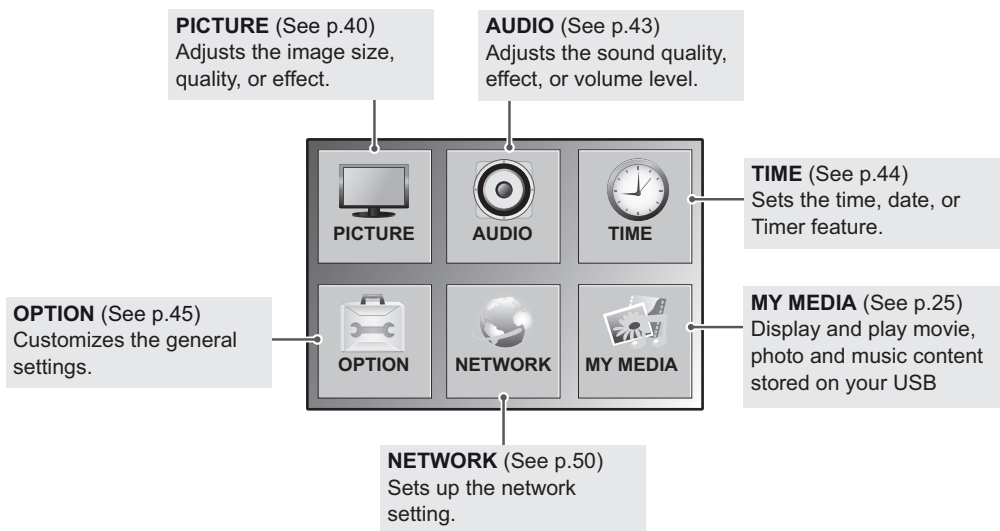 PICTURE (See p.40)
Adjusts the image size,
quality, or effect.
AUDIO (See p.43)
Adjusts the sound quality,
effect, or volume level.
PICTURE
AUDIO
TIME
TIME (See p.44)
Sets the time, date, or
Timer feature.
OPTION (See p.45)
Customizes the general
settings.
OPTION
NETWORK
MY MEDIA
MY MEDIA (See p.25)
Display and play movie,
photo and music content
stored on your USB
NETWORK (See p.50)
Sets up the network
setting.